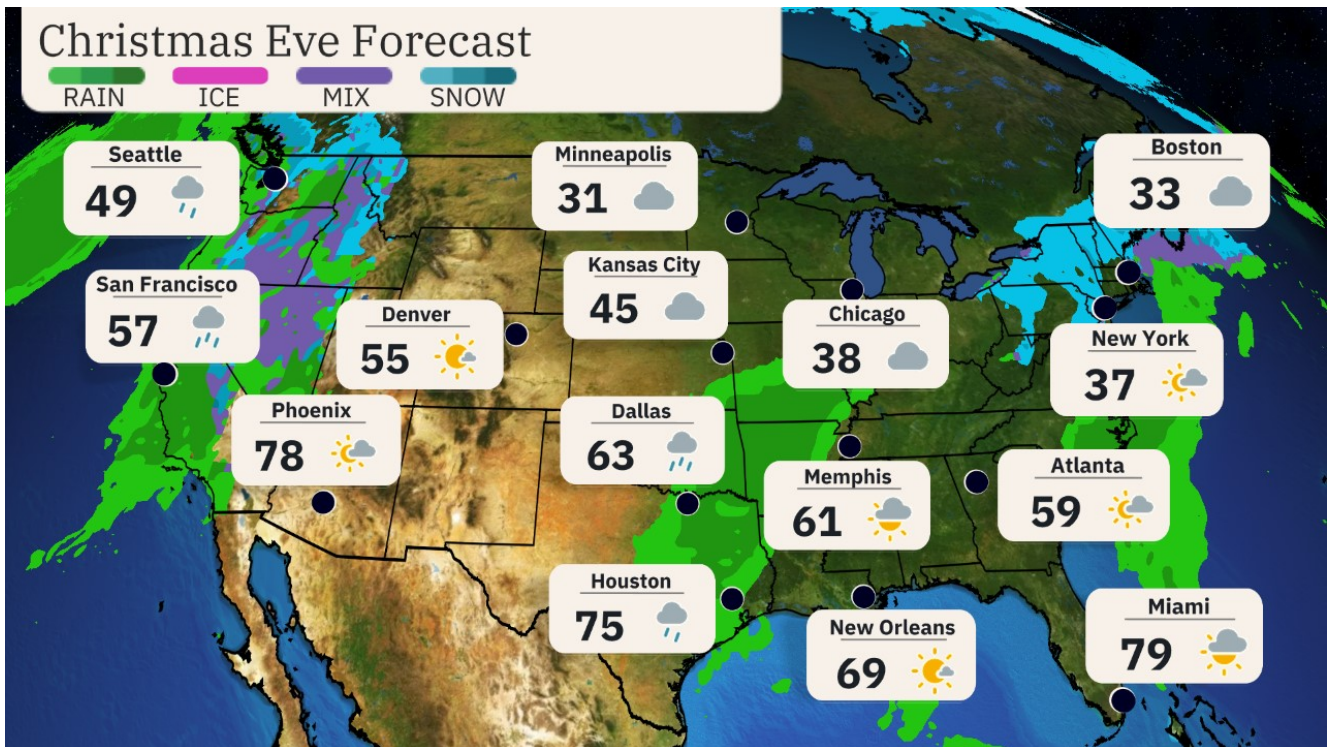 Christmas Eve Forecast
RAIN ICE MIX SNOW
Seattle
49
Minneapolis
31
Boston
33
San Francisco
57
Kansas City
45
Denver
55
Chicago
38
New York
37
Phoenix
78
Dallas
63
Memphis
61
Atlanta
59
Houston
75
New Orleans
69
Miami
79